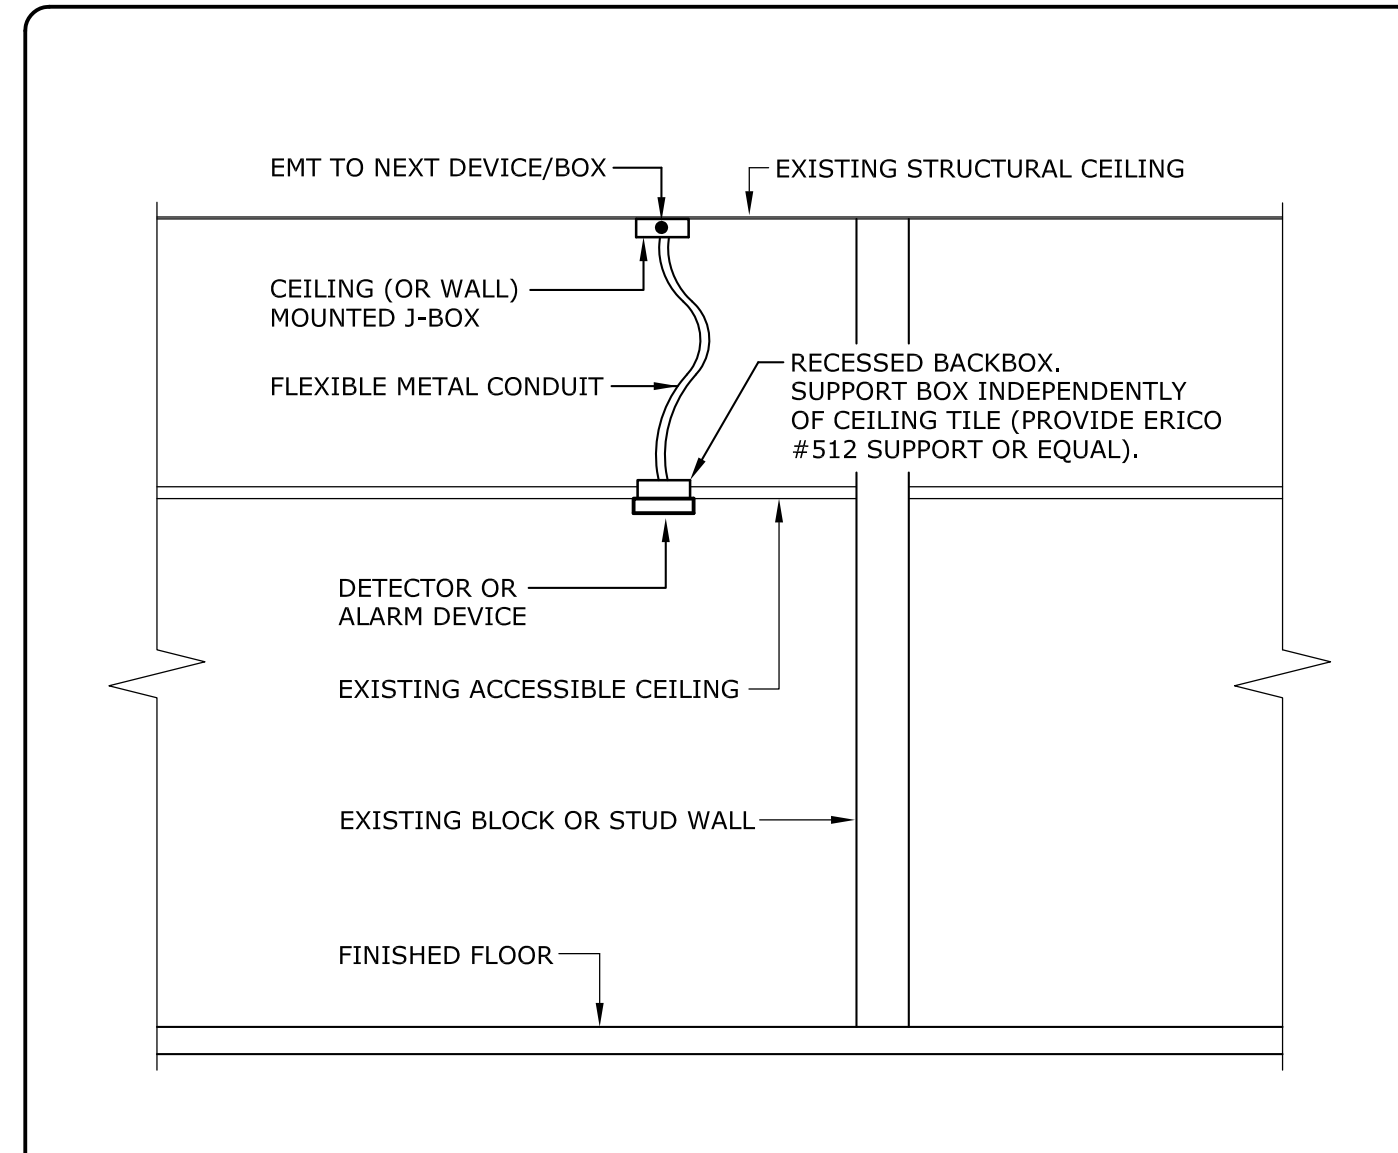 EMT TO NEXT DEVICE/BOX
EXISTING STRUCTURAL CEILING
CEILING (OR WALL)
MOUNTED J-BOX
FLEXIBLE METAL CONDUIT
RECESSED BACKBOX.
SUPPORT BOX INDEPENDENTLY
OF CEILING TILE (PROVIDE ERICO
#512 SUPPORT OR EQUAL).
DETECTOR OR
ALARM DEVICE
EXISTING ACCESSIBLE CEILING
EXISTING BLOCK OR STUD WALL
FINISHED FLOOR